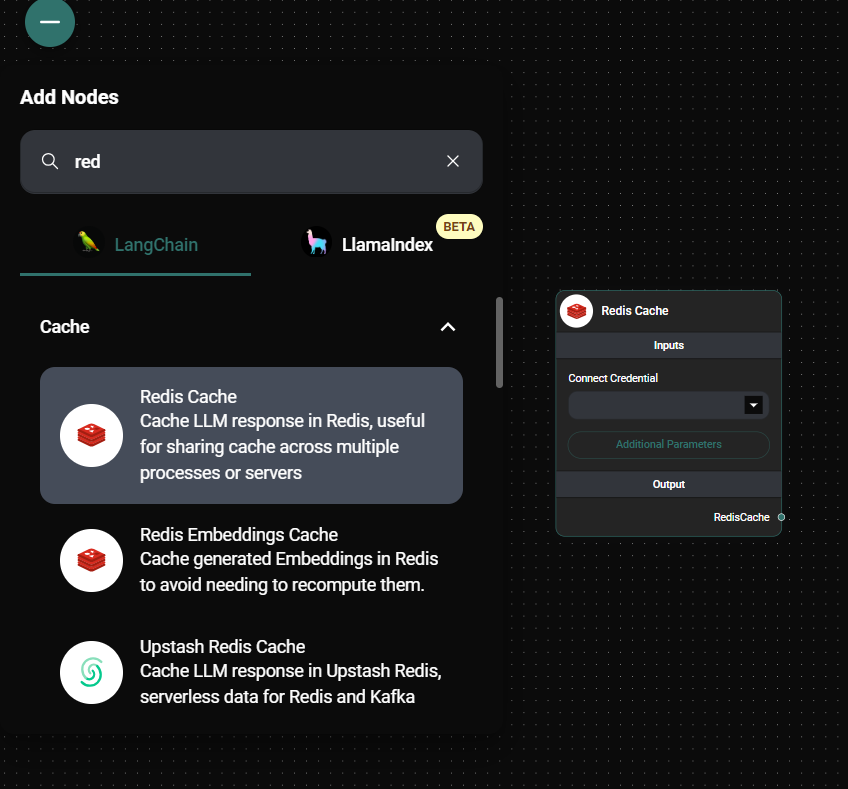 Add Nodes
red
LangChain
LlamaIndex
BETA
Cache
Redis Cache
Cache LLM response in Redis, useful
for sharing cache across multiple
processes or servers
Redis Embeddings Cache
Cache generated Embeddings in Redis
to avoid needing to recompute them.
Upstash Redis Cache
Cache LLM response in Upstash Redis,
serverless data for Redis and Kafka
Redis Cache
Inputs
Connect Credential
Additional Parameters
Output
RedisCache